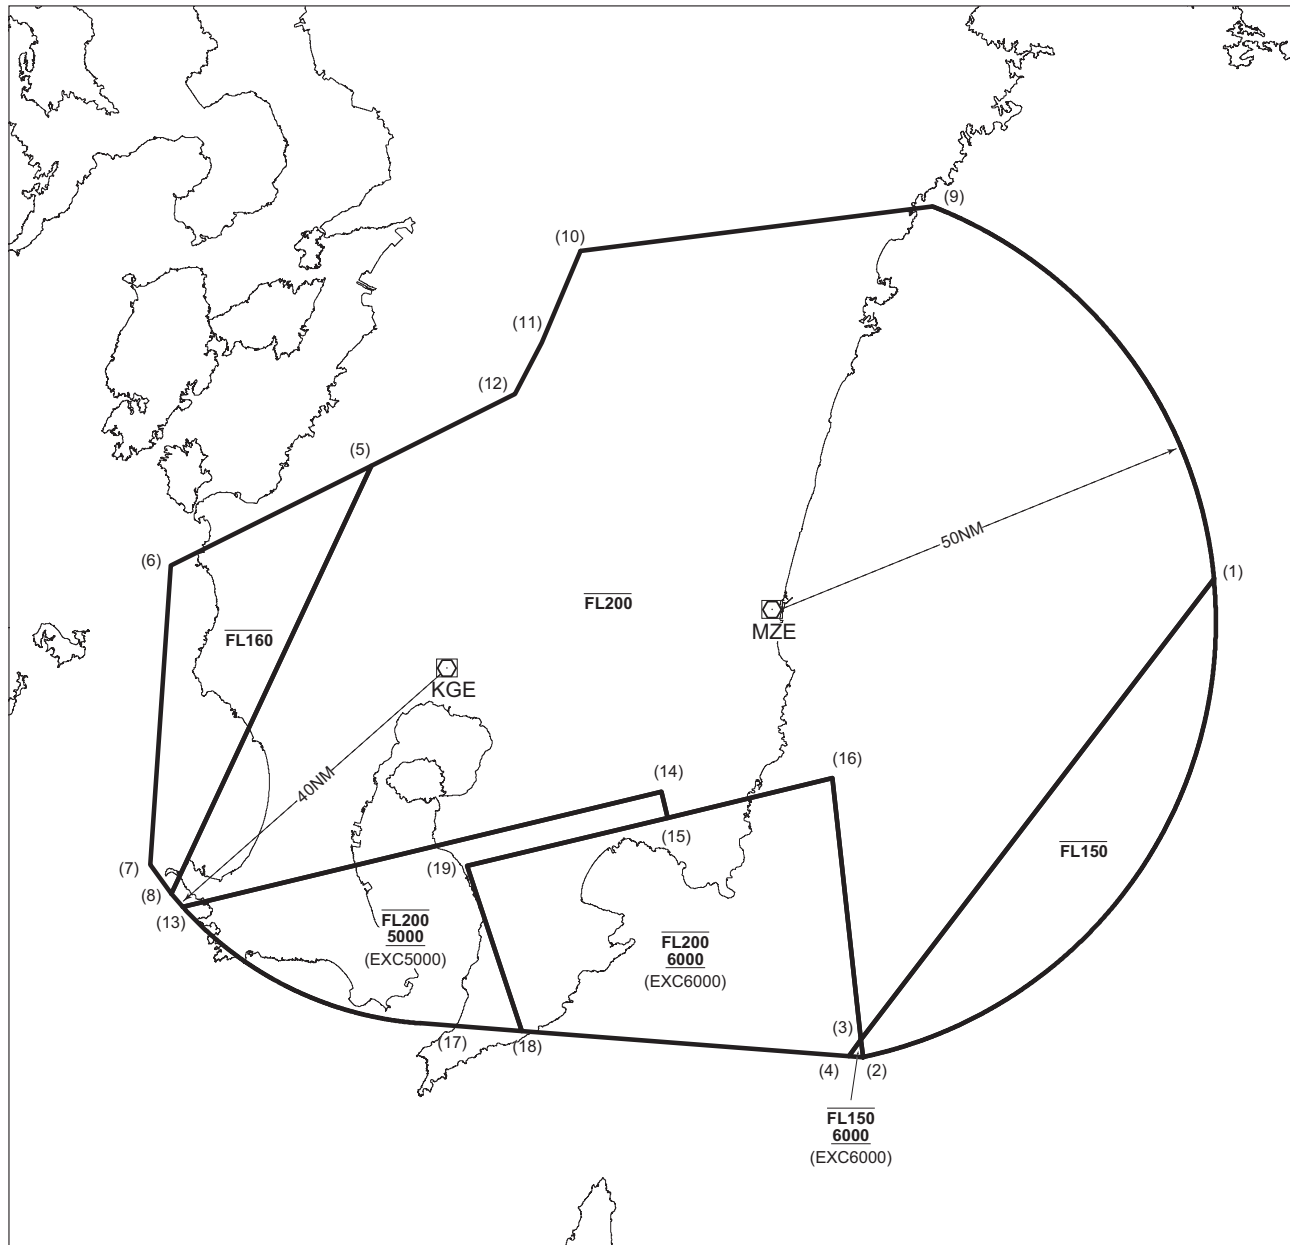 (9)
(10)
(11)
(12)
(5)
(6)
50NM
(1)
FL200
MZE
FL160
KGE
40NM
(14)
(16)
(15)
FL150
(7)
(19)
(8)
(13)
FL200
5000
(EXC5000)
FL200
6000
(EXC6000)
(3)
(17)
(18)
(4)
(2)
FL150
6000
(EXC6000)